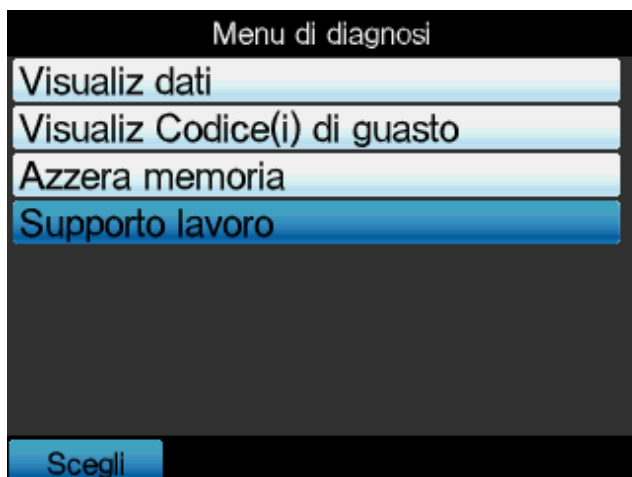 Menu di diagnosi
Visualiz dati
Visualiz Codice(i) di guasto
Azzera memoria
Supporto lavoro
Scegli